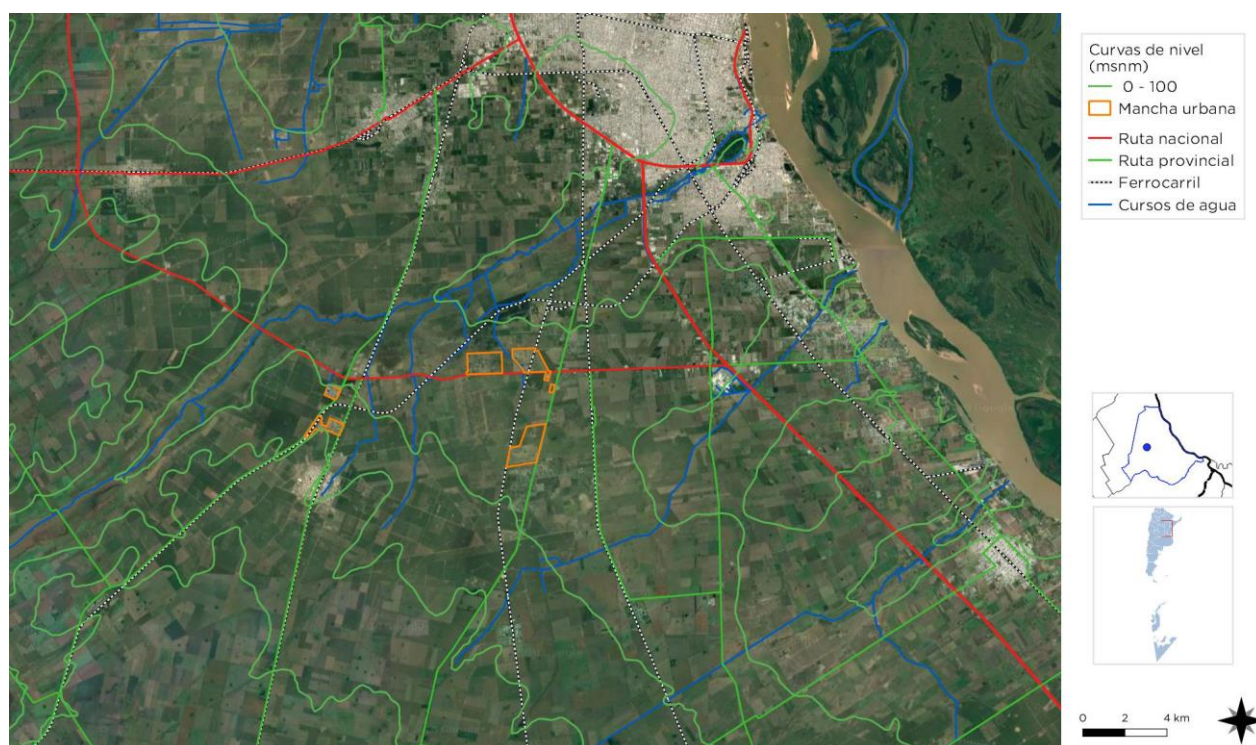 Curvas de nivel
(msnm)
0 - 100
Mancha urbana
Ruta nacional
Ruta provincial
Ferrocarril
Cursos de agua
0 2 4 km